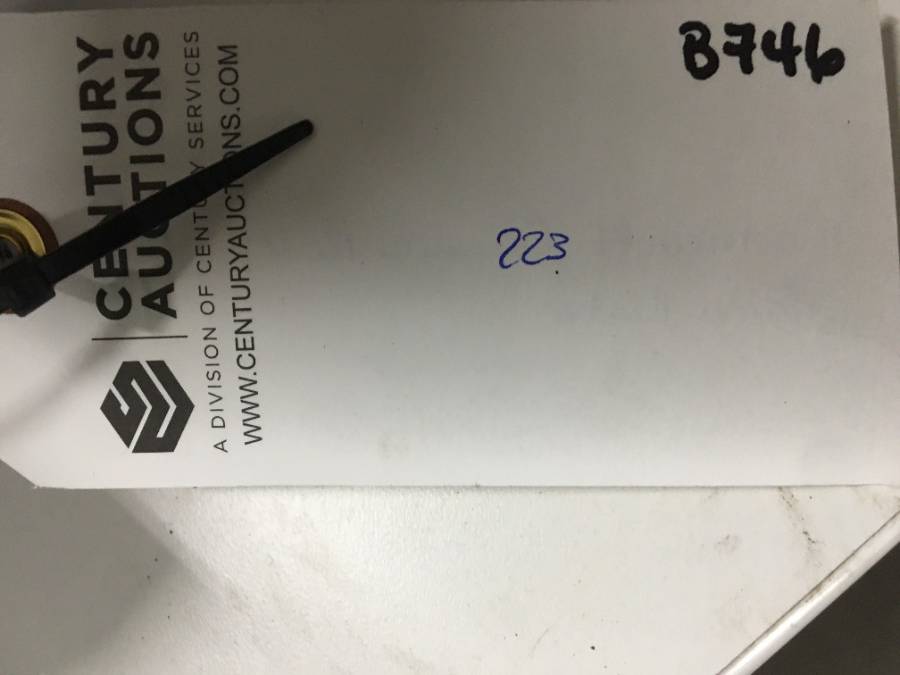 CENTURY
AUCTIONS
A DIVISION OF CENTURY SERVICES
WWW.CENTURYAUCTIONS.COM
B746
223